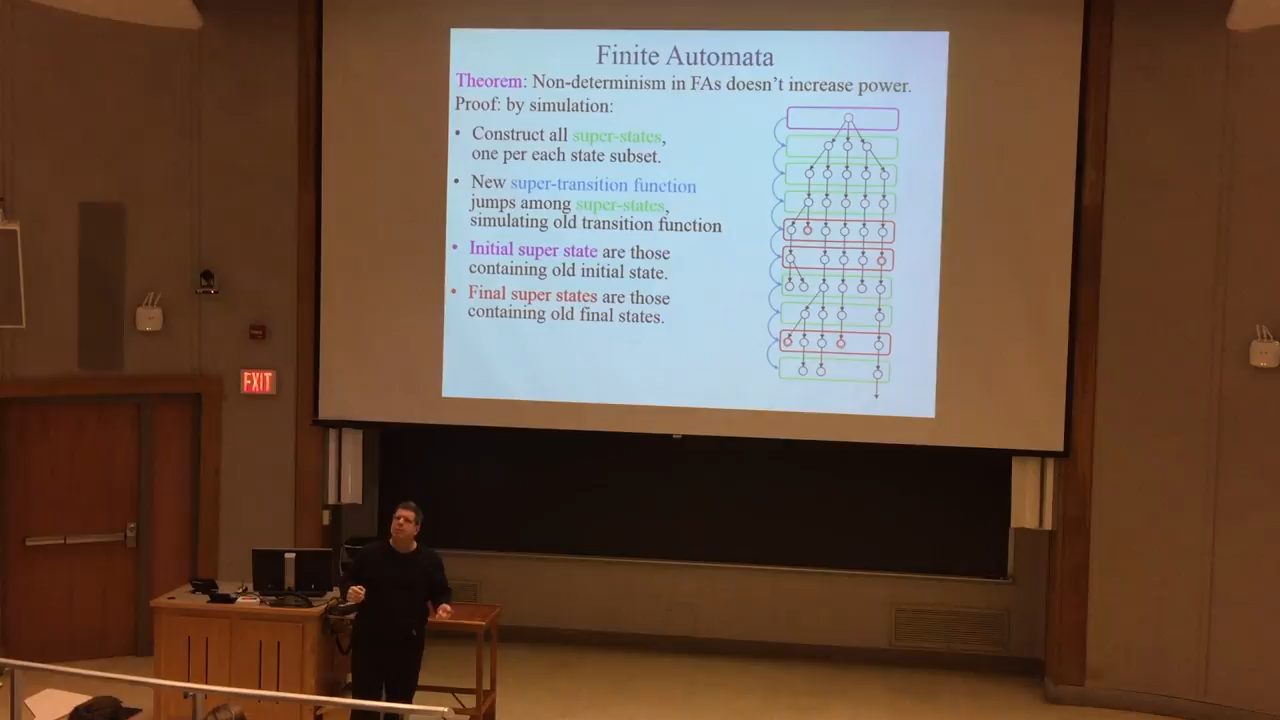 Finite Automata
Theorem: Non-determinism in FAs doesn't increase power.
Proof: by simulation:
• Construct all super-states,
one per each state subset.
• New super-transition function
jumps among super-states,
simulating old transition function
• Initial super state are those
containing old initial state.
• Final super states are those
containing old final states.
EXIT